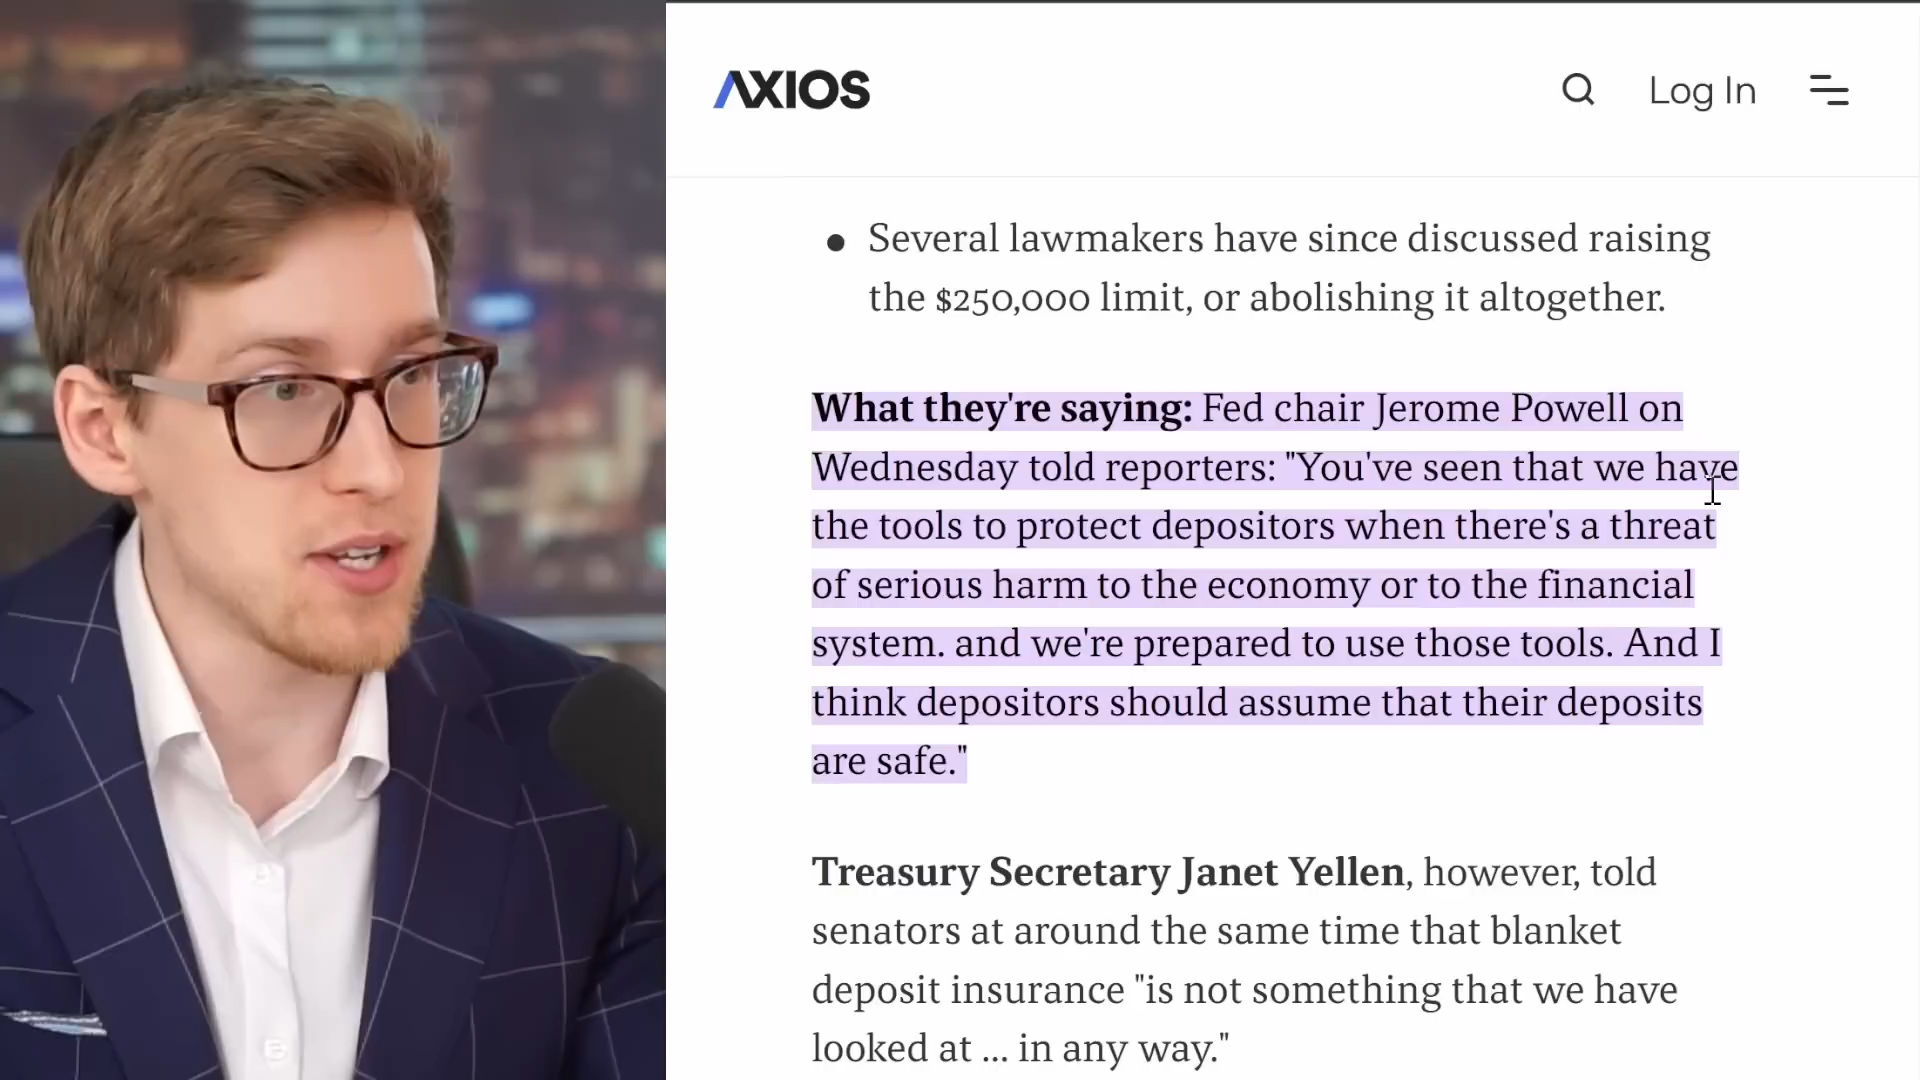 AXIOS
Log In
Several lawmakers have since discussed raising
the $250,000 limit, or abolishing it altogether.
What they're saying: Fed chair Jerome Powell on
Wednesday told reporters: "You've seen that we have
the tools to protect depositors when there's a threat
of serious harm to the economy or to the financial
system. and we're prepared to use those tools. And I
think depositors should assume that their deposits
are safe."
Treasury Secretary Janet Yellen, however, told
senators at around the same time that blanket
deposit insurance "is not something that we have
looked at ... in any way."